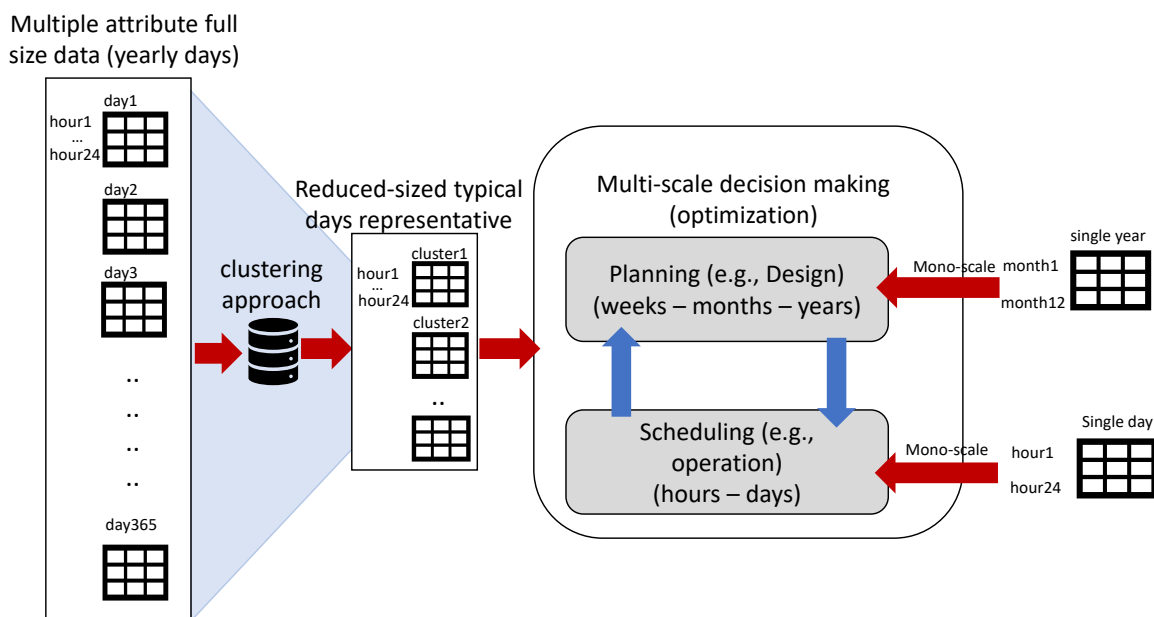 Multiple attribute full
size data (yearly days)
day1
hour1
...
hour24
day2
day3
..
..
..
..
day365
clustering
approach
Reduced-sized typical
days representative
cluster1
hour1
...
hour24
cluster2
..
Multi-scale decision making
(optimization)
Planning (e.g., Design)
(weeks – months – years)
Scheduling (e.g.,
operation)
(hours – days)
single year
Mono-scale
month1
month12
Single day
Mono-scale
hour1
hour24